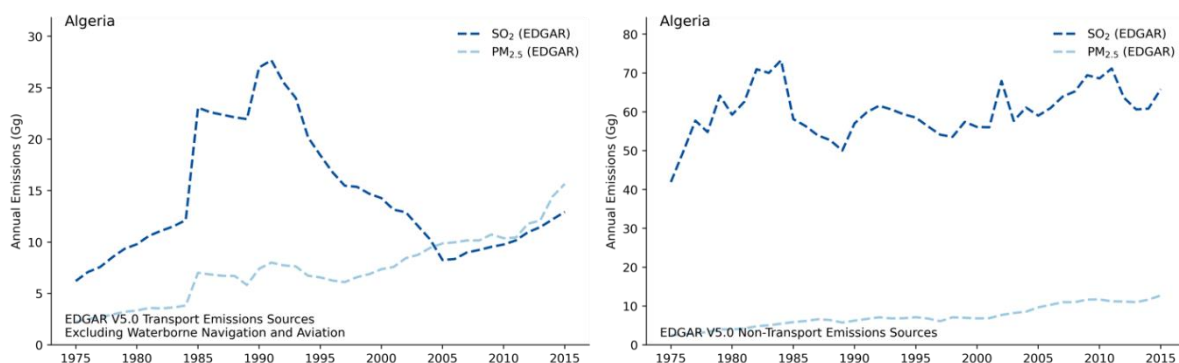 Algeria
SO₂ (EDGAR)
PM₂.₅ (EDGAR)
Annual Emissions (Gg)
30
25
20
15
10
5
0
EDGAR V5.0 Transport Emissions Sources
Excluding Waterborne Navigation and Aviation
1975 1980 1985 1990 1995 2000 2005 2010 2015
Algeria
SO₂ (EDGAR)
PM₂.₅ (EDGAR)
Annual Emissions (Gg)
80
70
60
50
40
30
20
10
0
EDGAR V5.0 Non-Transport Emissions Sources
1975 1980 1985 1990 1995 2000 2005 2010 2015